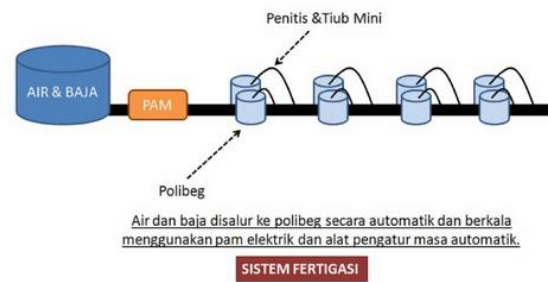 Penitis &Tiub Mini
AIR & BAJA
PAM
Polibeg
Air dan baja disalur ke polibeg secara automatik dan berkala
menggunakan pam elektrik dan alat pengatur masa automatik.
SISTEM FERTIGASI